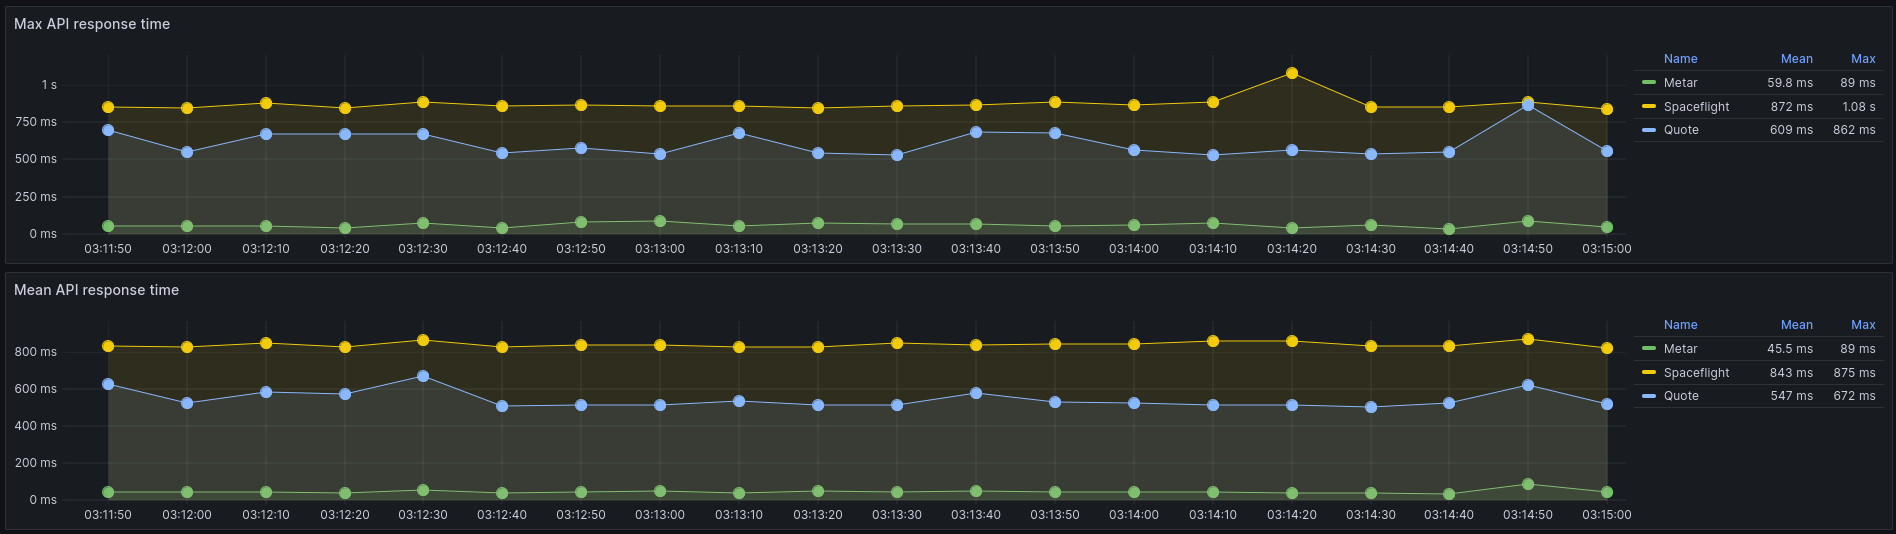 Max API response time
Name Mean Max
1 s
Metar 59.8 ms 89 ms
Spaceflight 872 ms 1.08 s
750 ms
Quote 609 ms 862 ms
500 ms
250 ms
0 ms
03:11:50 03:12:00 03:12:10 03:12:20 03:12:30 03:12:40 03:12:50 03:13:00 03:13:10 03:13:20 03:13:30 03:13:40 03:13:50 03:14:00 03:14:10 03:14:20 03:14:30 03:14:40 03:14:50 03:15:00
Mean API response time
Name Mean Max
800 ms
Metar 45.5 ms 89 ms
Spaceflight 843 ms 875 ms
600 ms
Quote 547 ms 672 ms
400 ms
200 ms
0 ms
03:11:50 03:12:00 03:12:10 03:12:20 03:12:30 03:12:40 03:12:50 03:13:00 03:13:10 03:13:20 03:13:30 03:13:40 03:13:50 03:14:00 03:14:10 03:14:20 03:14:30 03:14:40 03:14:50 03:15:00